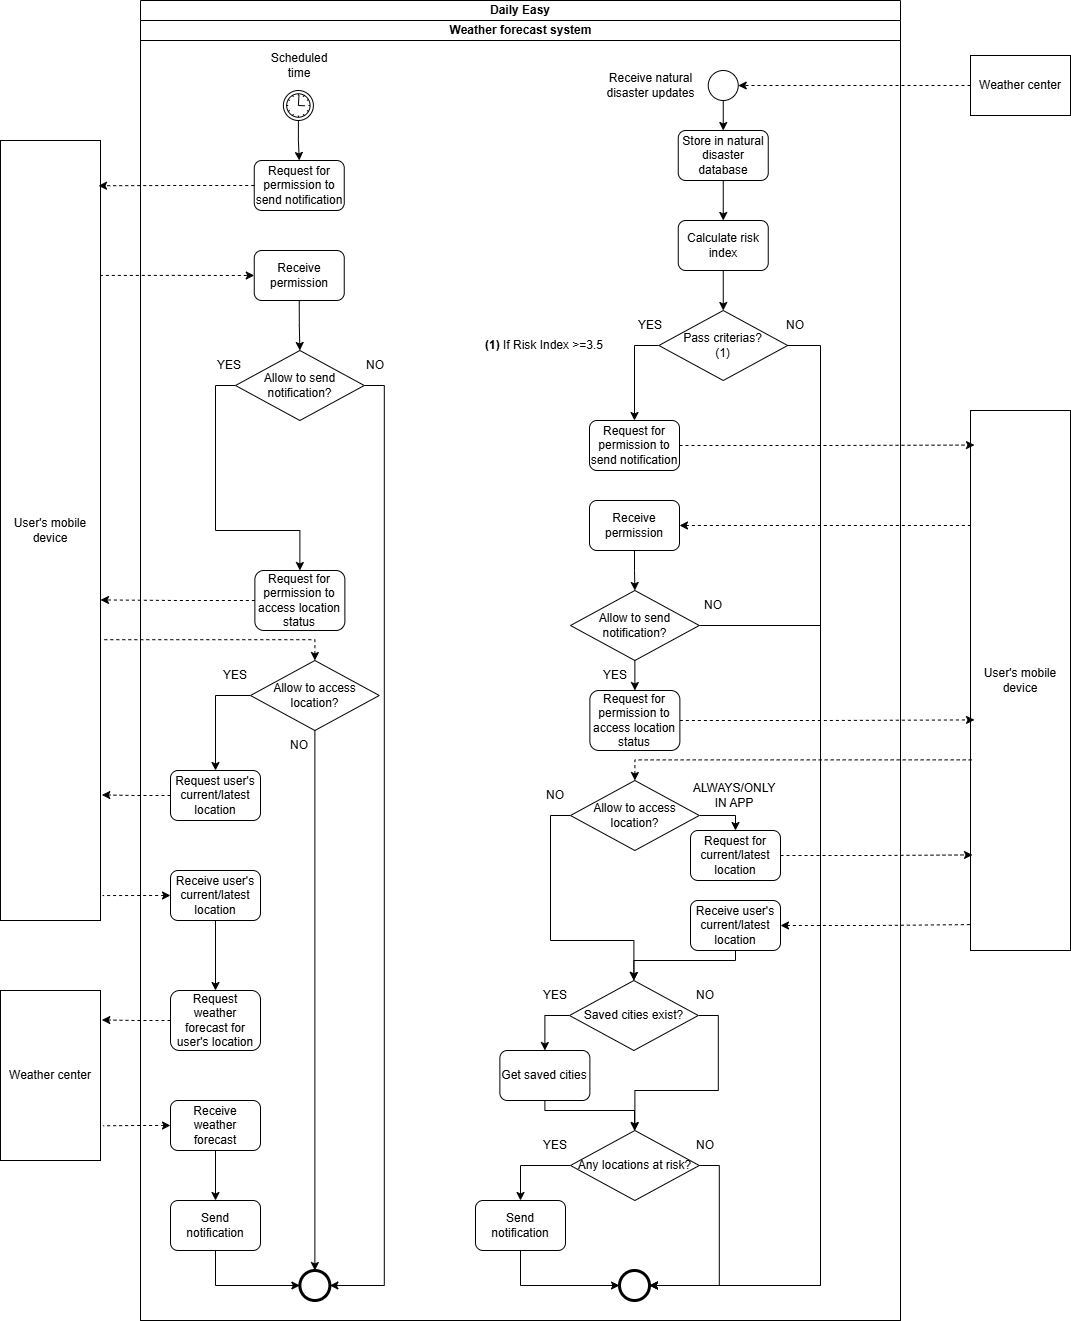 Daily Easy
Weather forecast system
Scheduled
time
Request for
permission to
send notification
Receive
permission
YES
NO
Allow to send
notification?
User's mobile
device
Request for
permission to
access location
status
YES
Allow to access
location?
NO
Request user's
current/latest
location
Receive user's
current/latest
location
Request
weather
forecast for
user's location
Weather center
Receive
weather
forecast
Send
notification
Receive natural
disaster updates
Weather center
Store in natural
disaster
database
Calculate risk
index
YES
NO
Pass criterias?
(1)
(1) If Risk Index >=3.5
Request for
permission to
send notification
Receive
permission
NO
Allow to send
notification?
YES
Request for
permission to
access location
status
User's mobile
device
NO
ALWAYS/ONLY
IN APP
Allow to access
location?
Request for
current/latest
location
Receive user's
current/latest
location
YES
NO
Saved cities exist?
Get saved cities
YES
NO
Any locations at risk?
Send
notification